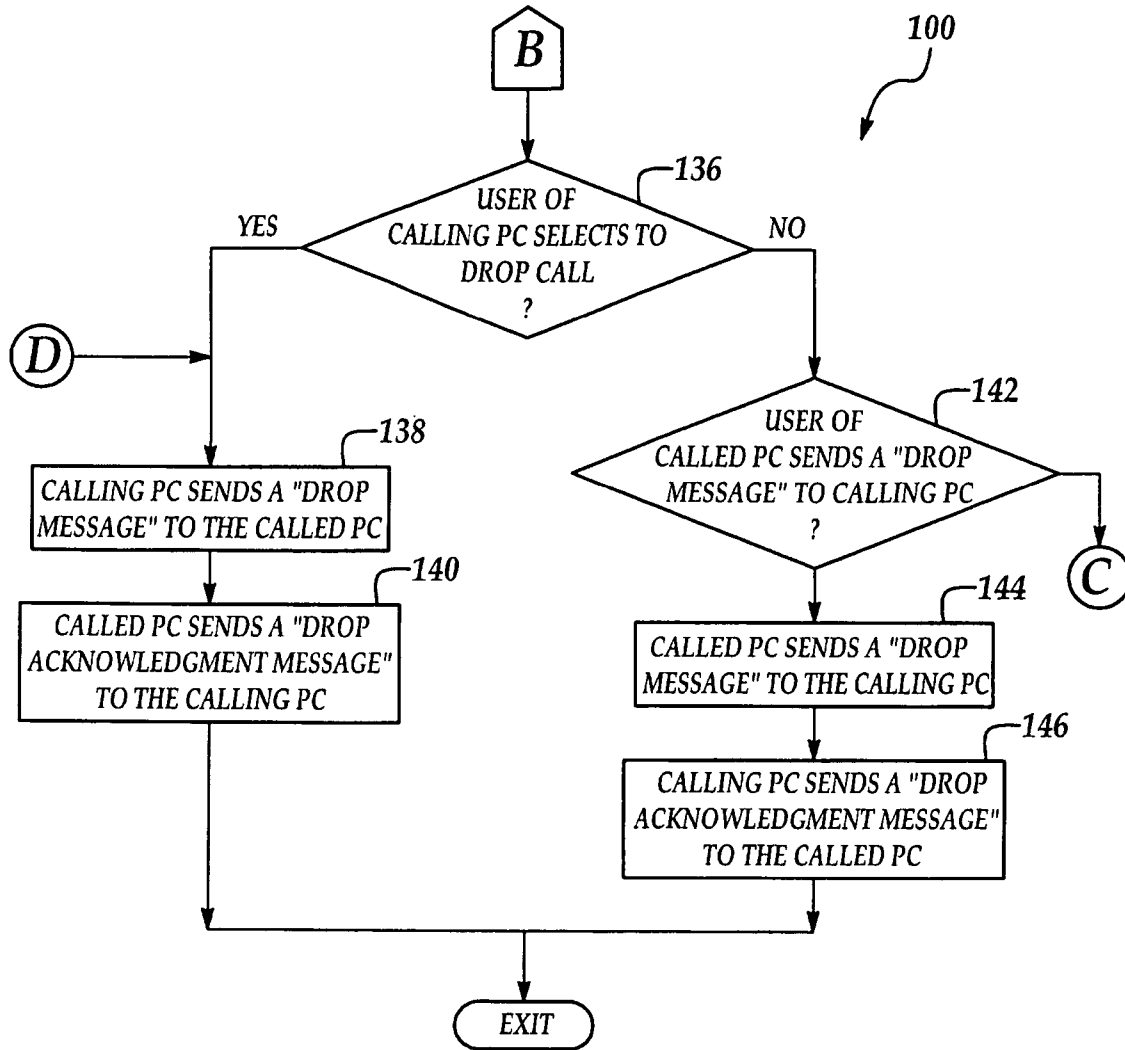 B
100
136
USER OF
CALLING PC SELECTS TO
DROP CALL
?
YES
NO
D
142
USER OF
CALLED PC SENDS A "DROP
MESSAGE" TO CALLING PC
?
C
138
CALLING PC SENDS A "DROP
MESSAGE" TO THE CALLED PC
140
CALLED PC SENDS A "DROP
ACKNOWLEDGMENT MESSAGE"
TO THE CALLING PC
144
CALLED PC SENDS A "DROP
MESSAGE" TO THE CALLING PC
146
CALLING PC SENDS A "DROP
ACKNOWLEDGMENT MESSAGE"
TO THE CALLED PC
EXIT